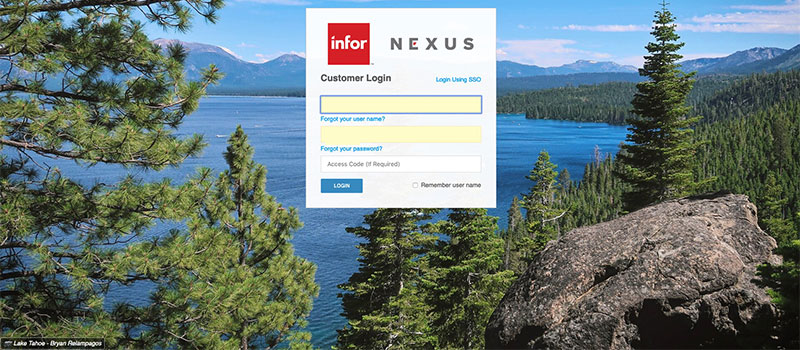 infor
NEXUS
Customer Login
Login Using SSO
Forgot your user name?
Forgot your password?
Access Code (If Required)
LOGIN
Remember user name
Lake Tahoe - Bryan Relampagos